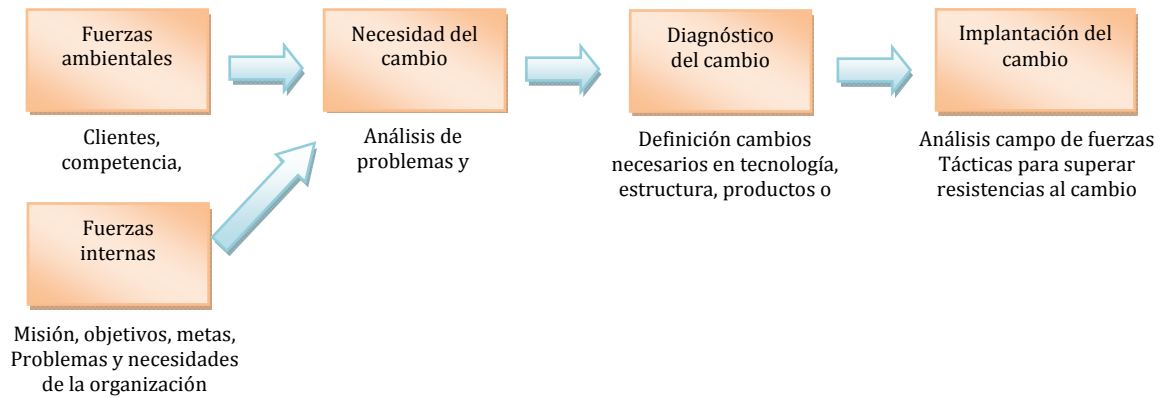 Fuerzas
ambientales
Clientes,
competencia,
Fuerzas
internas
Misión, objetivos, metas,
Problemas y necesidades
de la organización
Necesidad del
cambio
Análisis de
problemas y
Diagnóstico
del cambio
Definición cambios
necesarios en tecnología,
estructura, productos o
Implantación del
cambio
Análisis campo de fuerzas
Tácticas para superar
resistencias al cambio